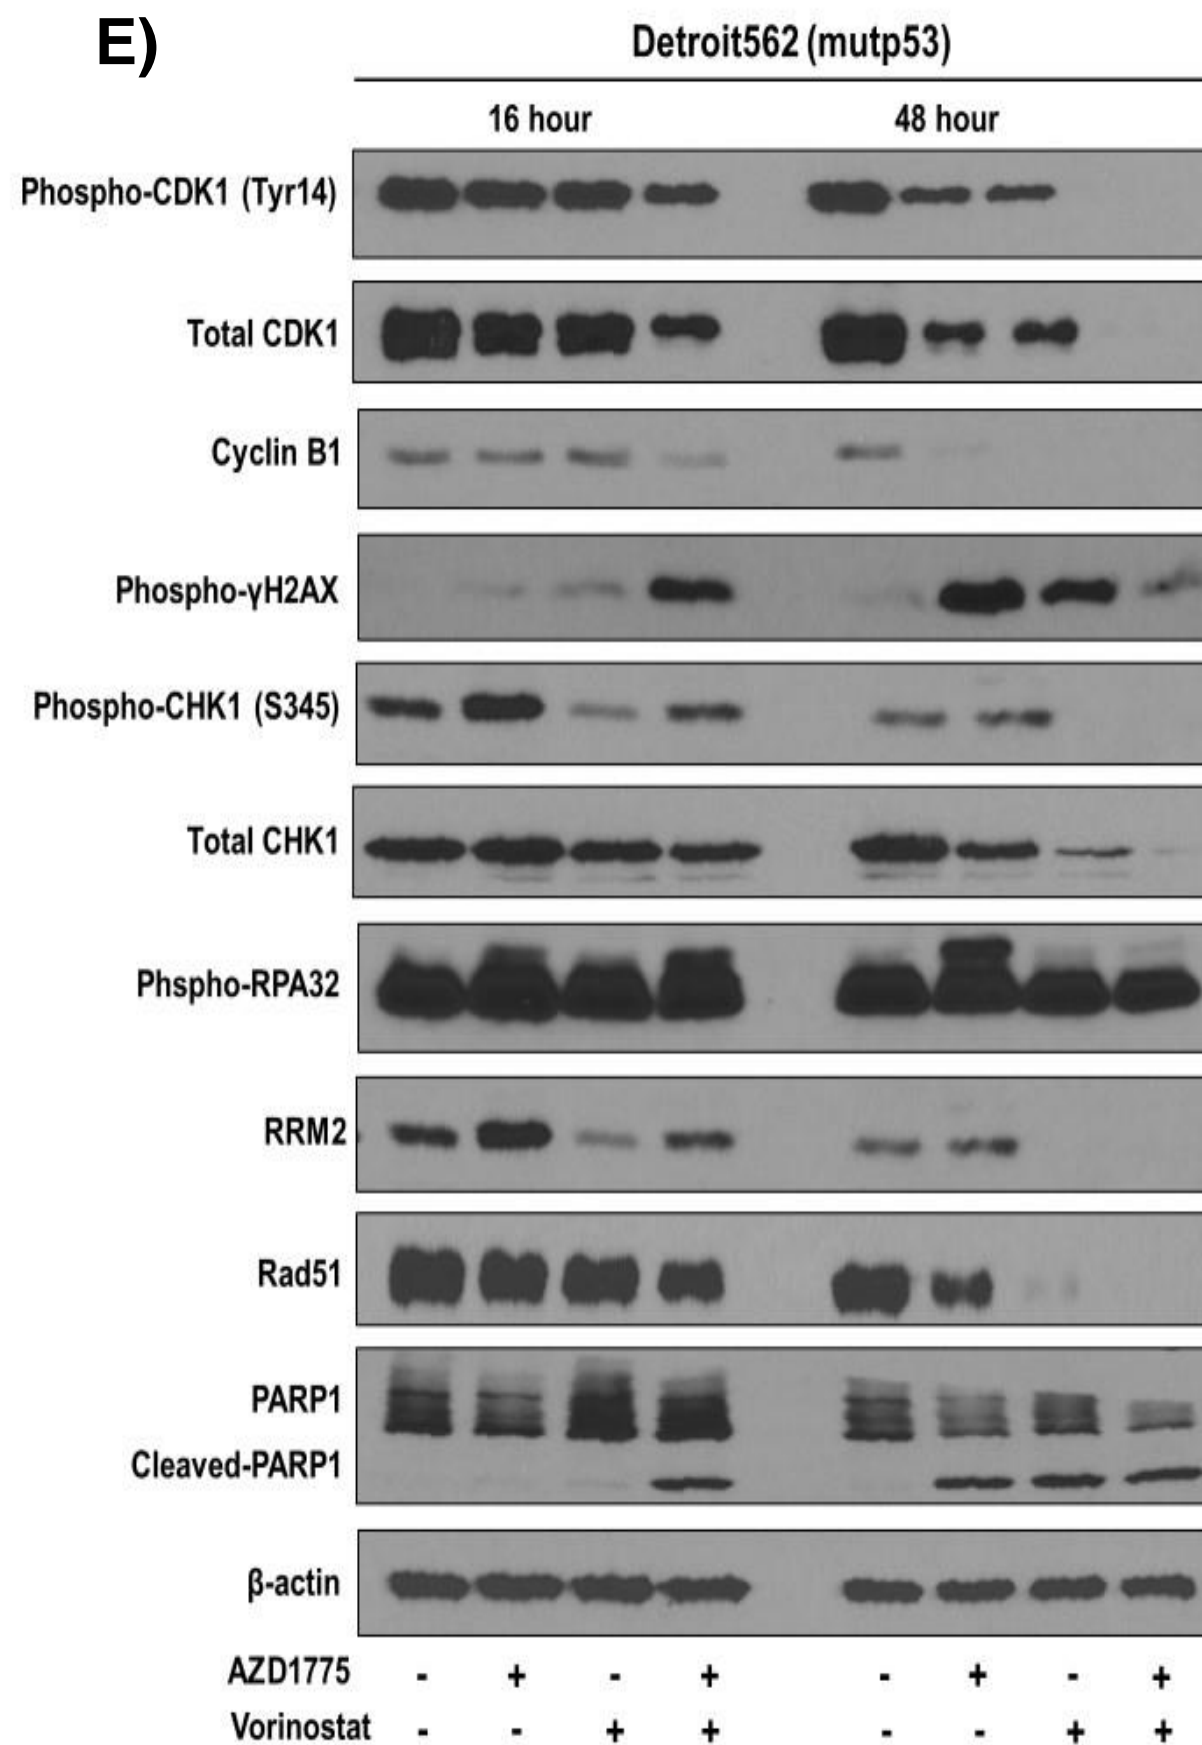 E)
Detroit562 (mutp53)
16 hour 48 hour
Phospho-CDK1 (Tyr14)
Total CDK1
Cyclin B1
Phospho-γH2AX
Phospho-CHK1 (S345)
Total CHK1
Phspho-RPA32
RRM2
Rad51
PARP1
Cleaved-PARP1
β-actin
AZD1775 - + - + - + - +
Vorinostat - - + + - - + +